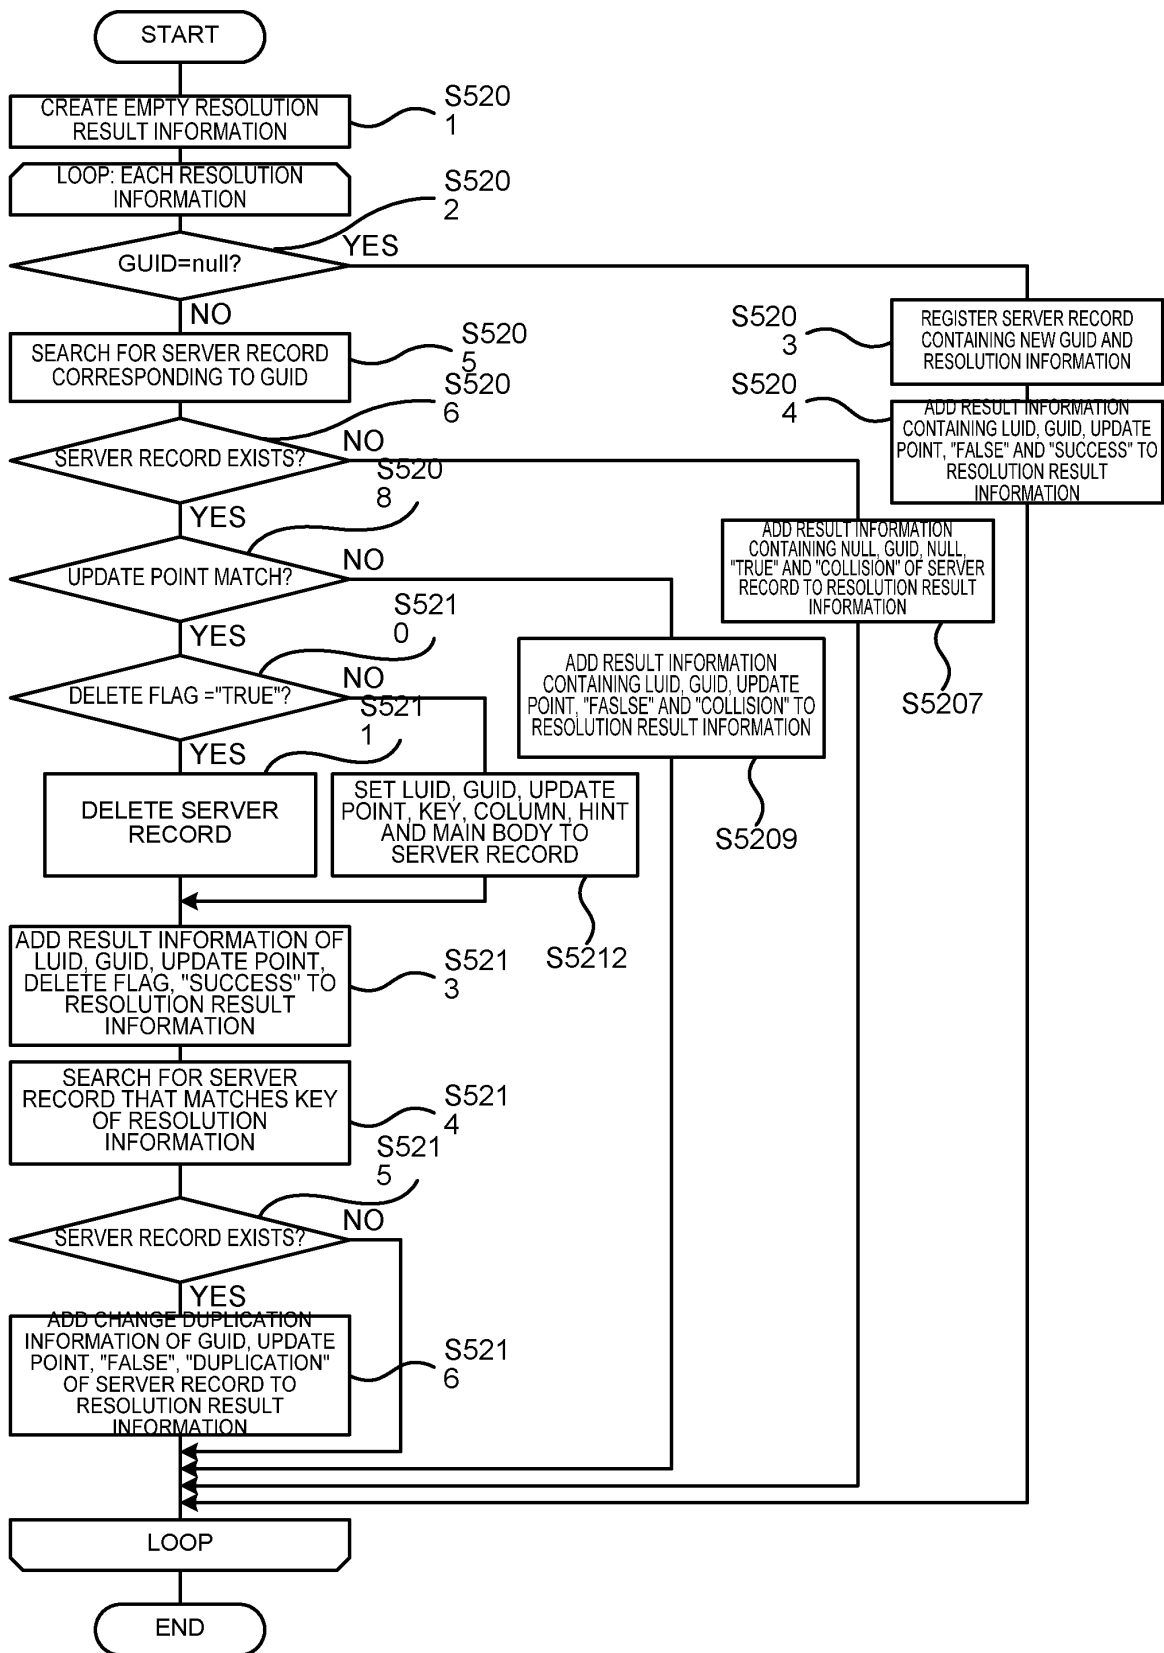 START
CREATE EMPTY RESOLUTION
RESULT INFORMATION
S520
1
LOOP: EACH RESOLUTION
INFORMATION
S520
2
GUID=null?
YES
NO
REGISTER SERVER RECORD
CONTAINING NEW GUID AND
RESOLUTION INFORMATION
S520
3
SEARCH FOR SERVER RECORD
CORRESPONDING TO GUID
S520
5
S520
6
ADD RESULT INFORMATION
CONTAINING LUID, GUID, UPDATE
POINT, "FALSE" AND "SUCCESS" TO
RESOLUTION RESULT
INFORMATION
S520
4
SERVER RECORD EXISTS?
NO
YES
S520
8
ADD RESULT INFORMATION
CONTAINING NULL, GUID, NULL,
"TRUE" AND "COLLISION" OF SERVER
RECORD TO RESOLUTION RESULT
INFORMATION
S5207
UPDATE POINT MATCH?
NO
YES
S521
0
ADD RESULT INFORMATION
CONTAINING LUID, GUID, UPDATE
POINT, "FASLSE" AND "COLLISION" TO
RESOLUTION RESULT INFORMATION
S5209
DELETE FLAG ="TRUE"?
NO
YES
S521
1
DELETE SERVER
RECORD
SET LUID, GUID, UPDATE
POINT, KEY, COLUMN, HINT
AND MAIN BODY TO
SERVER RECORD
S5212
ADD RESULT INFORMATION OF
LUID, GUID, UPDATE POINT,
DELETE FLAG, "SUCCESS" TO
RESOLUTION RESULT
INFORMATION
S521
3
SEARCH FOR SERVER
RECORD THAT MATCHES KEY
OF RESOLUTION
INFORMATION
S521
4
S521
5
SERVER RECORD EXISTS?
NO
YES
ADD CHANGE DUPLICATION
INFORMATION OF GUID, UPDATE
POINT, "FALSE", "DUPLICATION"
OF SERVER RECORD TO
RESOLUTION RESULT
INFORMATION
S521
6
LOOP
END